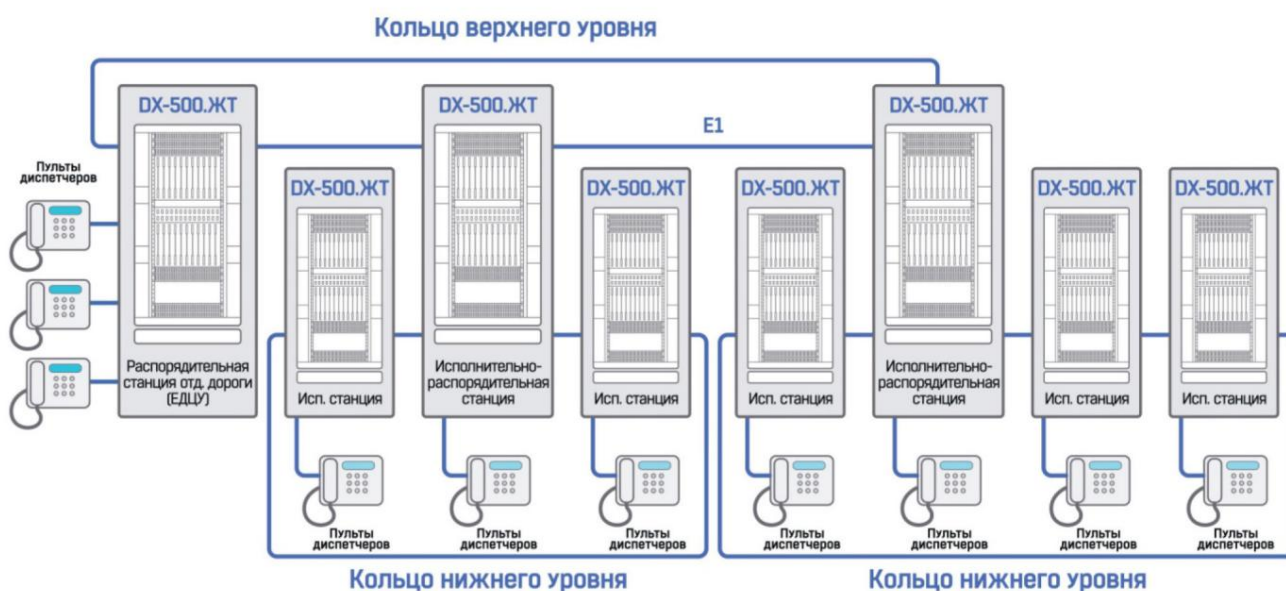 Кольцо верхнего уровня
DX-500.ЖТ
DX-500.ЖТ
DX-500.ЖТ
E1
Пульты
диспетчеров
DX-500.ЖТ
DX-500.ЖТ
DX-500.ЖТ
DX-500.ЖТ
DX-500.ЖТ
Распорядительная
станция отд. дороги
(ЕДЦУ)
Исп. станция
Исполнительно-
распорядительная
станция
Исп. станция
Исп. станция
Исполнительно-
распорядительная
станция
Исп. станция
Исп. станция
Пульты
диспетчеров
Пульты
диспетчеров
Пульты
диспетчеров
Пульты
диспетчеров
Пульты
диспетчеров
Пульты
диспетчеров
Пульты
диспетчеров
Кольцо нижнего уровня
Кольцо нижнего уровня